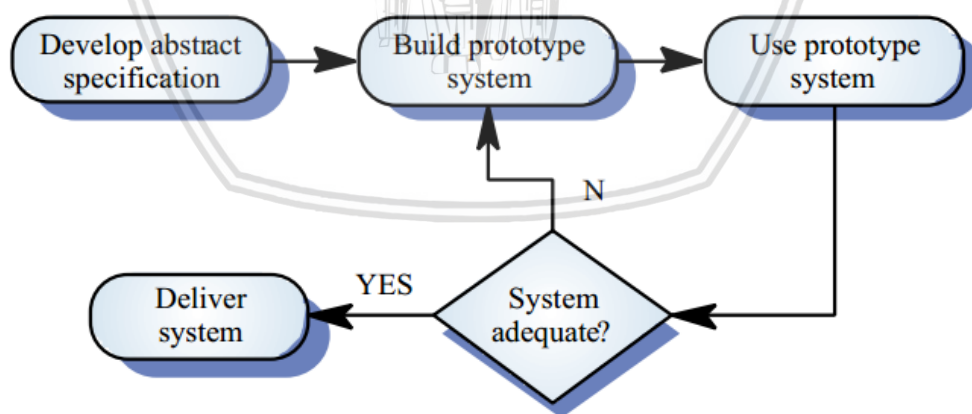 Develop abstract
specification
Build prototype
system
Use prototype
system
N
YES
Deliver
system
System
adequate?